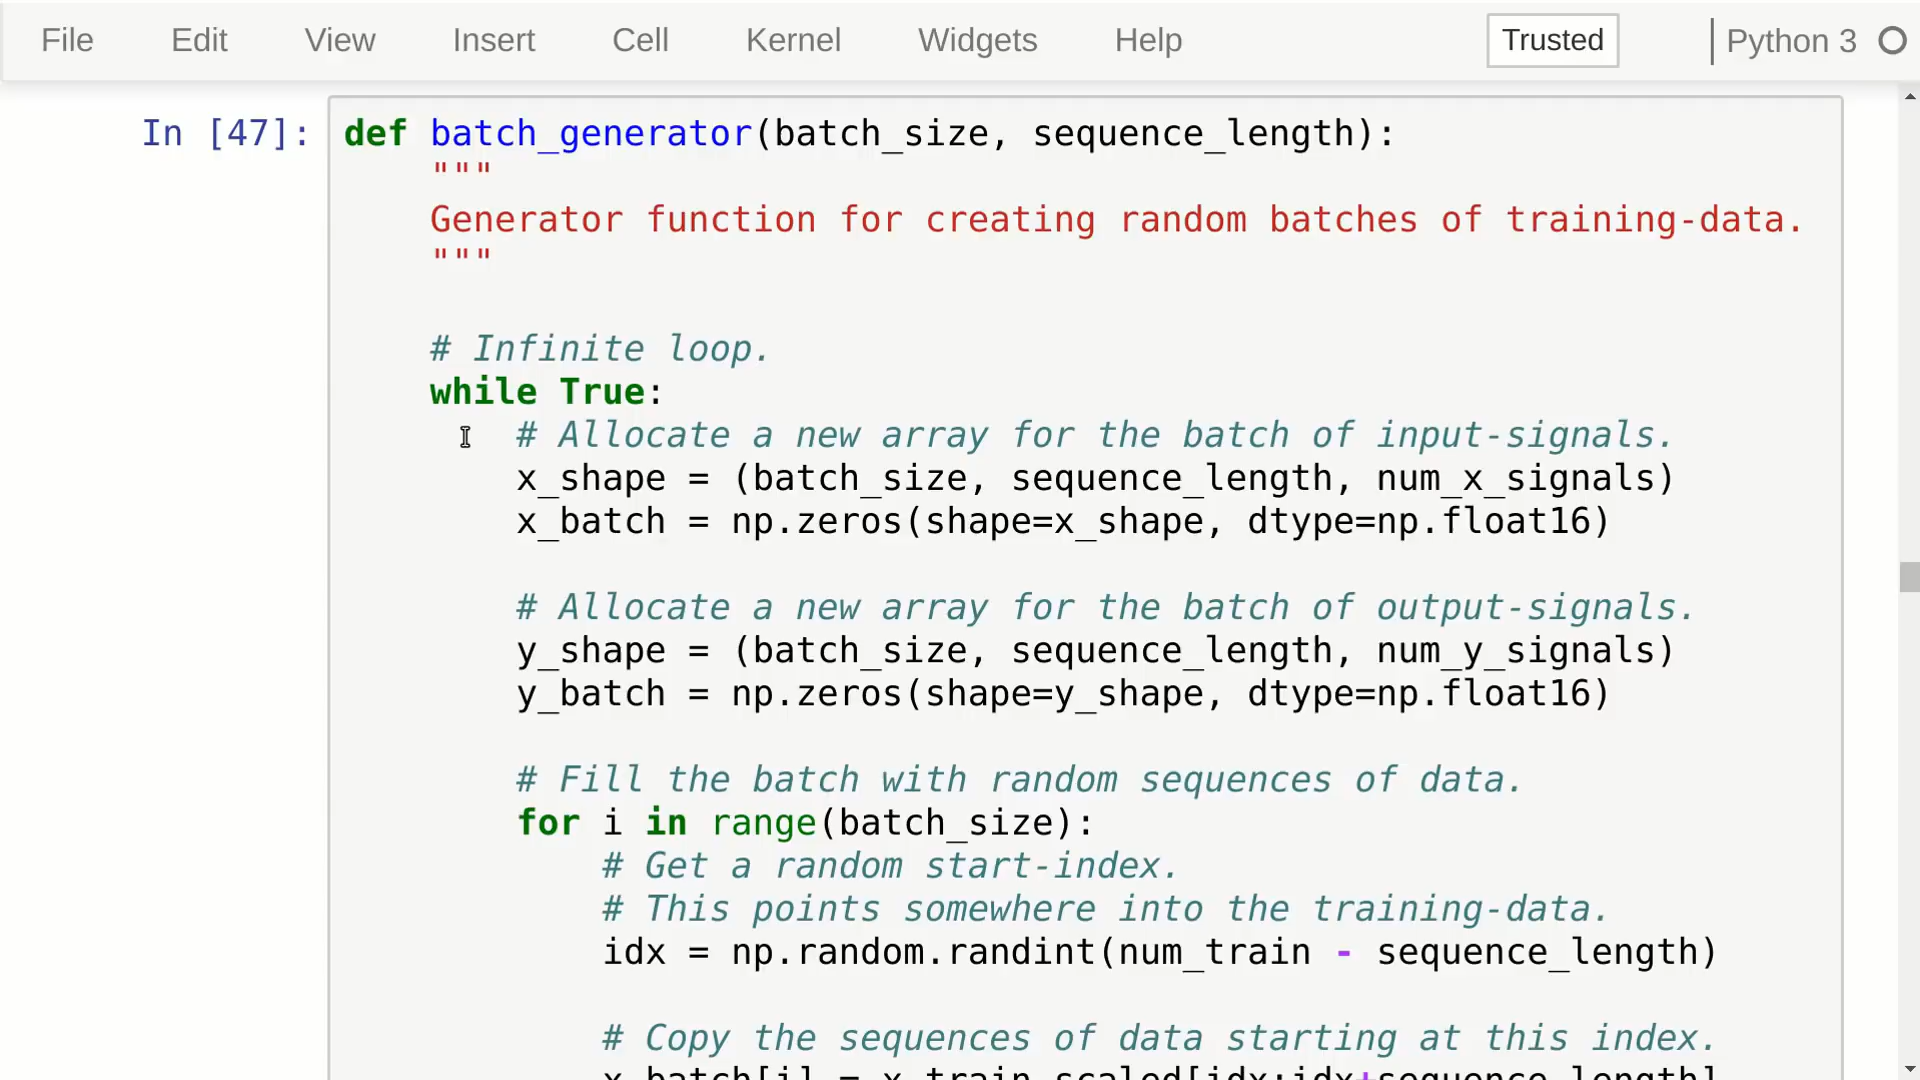 File Edit View Insert Cell Kernel Widgets Help Trusted Python 3
In [47]: def batch_generator(batch_size, sequence_length):
"""
Generator function for creating random batches of training-data.
"""
# Infinite loop.
while True:
# Allocate a new array for the batch of input-signals.
x_shape = (batch_size, sequence_length, num_x_signals)
x_batch = np.zeros(shape=x_shape, dtype=np.float16)
# Allocate a new array for the batch of output-signals.
y_shape = (batch_size, sequence_length, num_y_signals)
y_batch = np.zeros(shape=y_shape, dtype=np.float16)
# Fill the batch with random sequences of data.
for i in range(batch_size):
# Get a random start-index.
# This points somewhere into the training-data.
idx = np.random.randint(num_train - sequence_length)
# Copy the sequences of data starting at this index.
x_batch[i] = x_train_scaled[idx:idx+sequence_length]